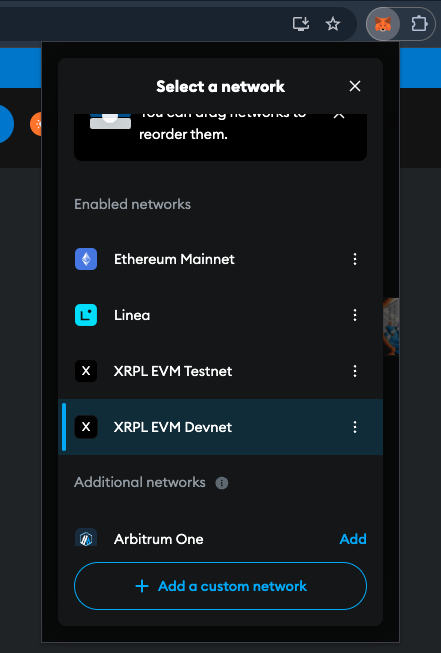 Select a network
You can drag networks to
reorder them.
Enabled networks
Ethereum Mainnet
Linea
X XRPL EVM Testnet
X XRPL EVM Devnet
Additional networks
Arbitrum One Add
+ Add a custom network